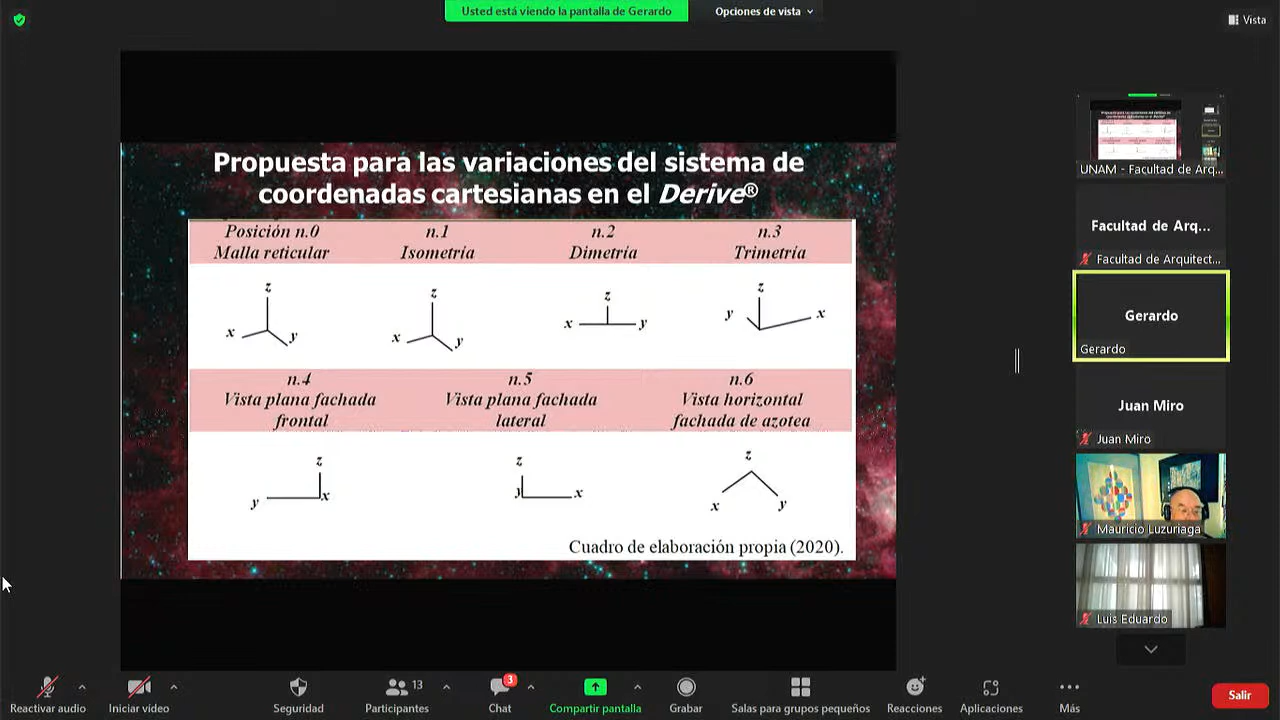 Usted está viendo la pantalla de Gerardo
Opciones de vista
Vista
Propuesta para las variaciones del sistema de
coordenadas cartesianas en el Derive®
Posición n.0
Malla reticular
n.1
Isometría
n.2
Dimetría
n.3
Trimetría
z
x
y
z
x
y
z
x
y
z
y
x
n.4
Vista plana fachada
frontal
n.5
Vista plana fachada
lateral
n.6
Vista horizontal
fachada de azotea
z
y
x
z
y
x
z
x
y
Cuadro de elaboración propia (2020).
UNAM - Facultad de Arq...
Facultad de Arq...
Facultad de Arquitect...
Gerardo
Gerardo
Juan Miro
Juan Miro
Mauricio Luzuriaga
Luis Eduardo
Reactivar audio
Iniciar video
Seguridad
13
Participantes
3
Chat
Compartir pantalla
Grabar
Salas para grupos pequeños
Reacciones
Aplicaciones
Más
Salir